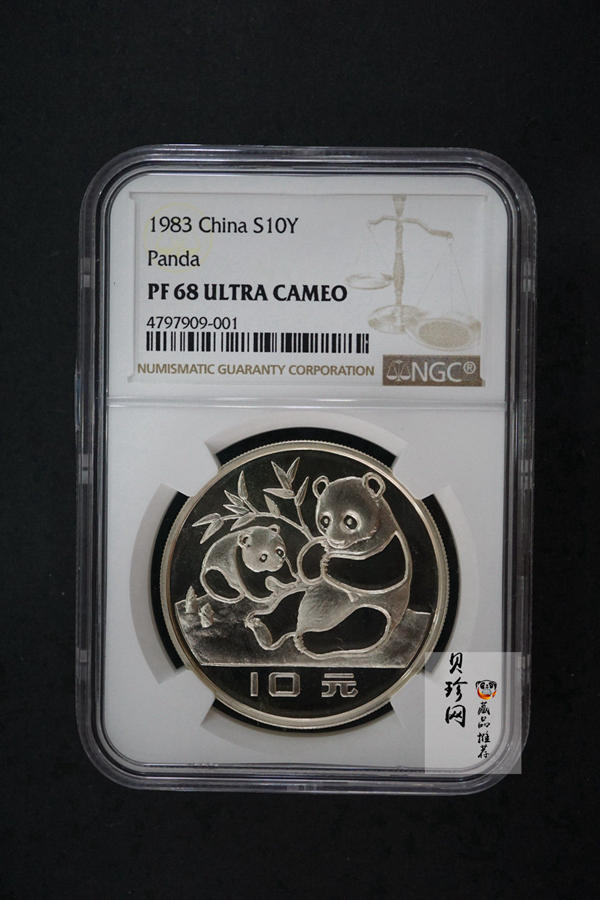 1983 China S10Y
Panda
PF 68 ULTRA CAMEO
4797909-001
NUMISMATIC GUARANTY CORPORATION
NGC®
10元
贝珍网
藏品推荐